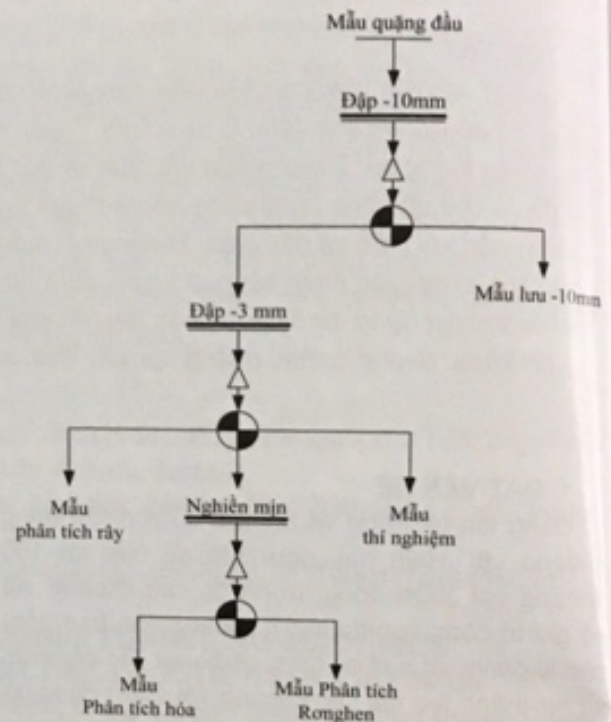 Mẫu quặng đầu
Đập -10mm
Mẫu lưu -10mm
Đập -3 mm
Mẫu
phân tích rây
Nghiền mịn
Mẫu
thí nghiệm
Mẫu
Phân tích hóa
Mẫu Phân tích
Rơnghen